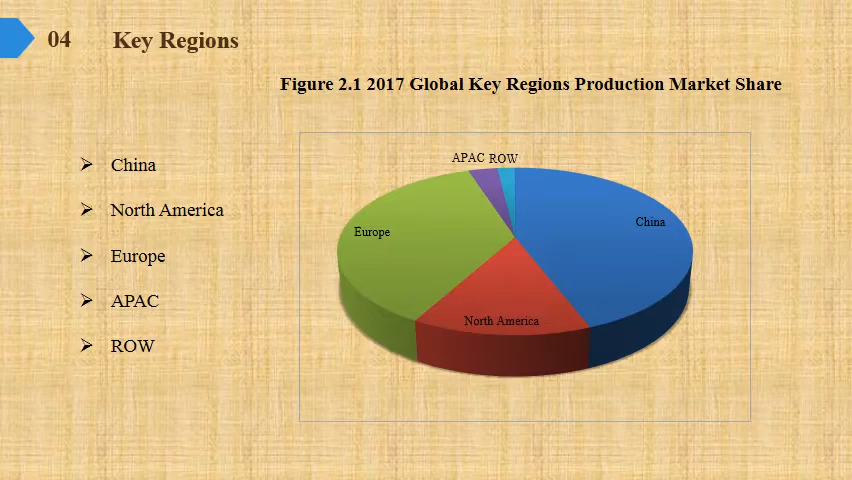 04 Key Regions
Figure 2.1 2017 Global Key Regions Production Market Share
China
North America
Europe
APAC
ROW
APAC ROW
China
Europe
North America